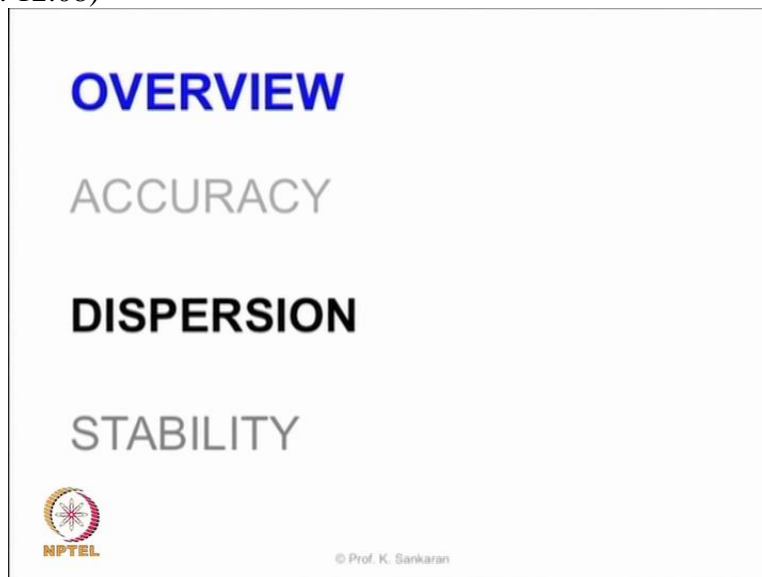 OVERVIEW
ACCURACY
DISPERSION
STABILITY
NPTEL
© Prof. K. Sankaran